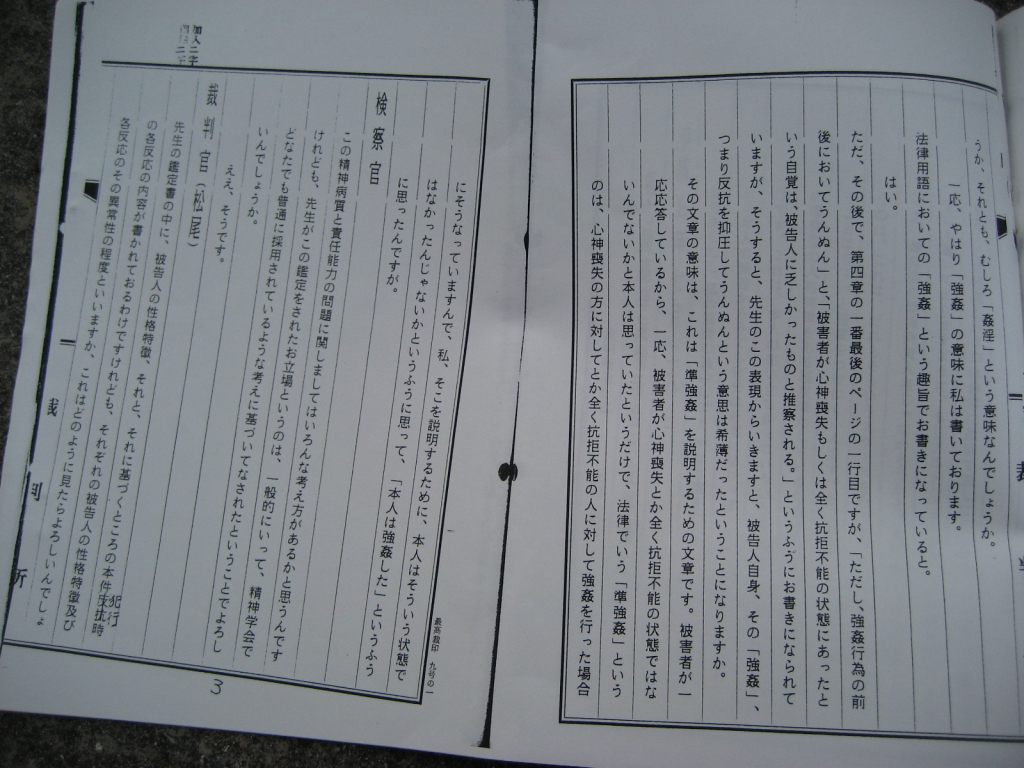 うか、それとも、むしろ「姦淫」という意味なんでしょうか。
一応、やはり「強姦」の意味に私は書いております。
法律用語においての「強姦」という趣旨でお書きになっていると。
はい。
ただ、その後で、第四章の一番最後のページの一行目ですが、「ただし、強姦行為の前
後においてうんぬん」と、「被害者が心神喪失もしくは全く抗拒不能の状態にあったと
いう自覚は、被告人に乏しかったものと推察される。」というふうにお書きになられて
いますが、そうすると、先生のこの表現からいきますと、被告人自身、その「強姦」、
つまり反抗を抑圧してうんぬんという意思は希薄だったということになりますか。
その文章の意味は、これは「準強姦」を説明するための文章です。被害者が一
応応答しているから、一応、被害者が心神喪失とか全く抗拒不能の状態ではな
いんでないかと本人は思っていたというだけで、法律でいう「準強姦」という
のは、心神喪失の方に対してとか全く抗拒不能の人に対して強姦を行った場合
最高裁印 九号の一
にそうなっていますんで、私、そこを説明するために、本人はそういう状態で
はなかったんじゃないかというふうに思って、「本人は強姦した」というふう
に思ったんですが。
検察官
この精神病質と責任能力の問題に関しましてはいろんな考え方があるかと思うんです
けれども、先生がこの鑑定をされたお立場というのは、一般的にいって、精神学会で
どなたでも普通に採用されているような考えに基づいてなされたということでよろし
いんでしょうか。
ええ、そうです。
裁判官(松尾)
先生の鑑定書の中に、被告人の性格特徴、それと、それに基づくところの本件犯行時
の各反応の内容が書かれておるわけですけれども、それぞれの被告人の性格特徴及び
各反応のその異常性の程度といいますか、これはどのように見たらよろしいんでしょ
加入二字
裁判所
3